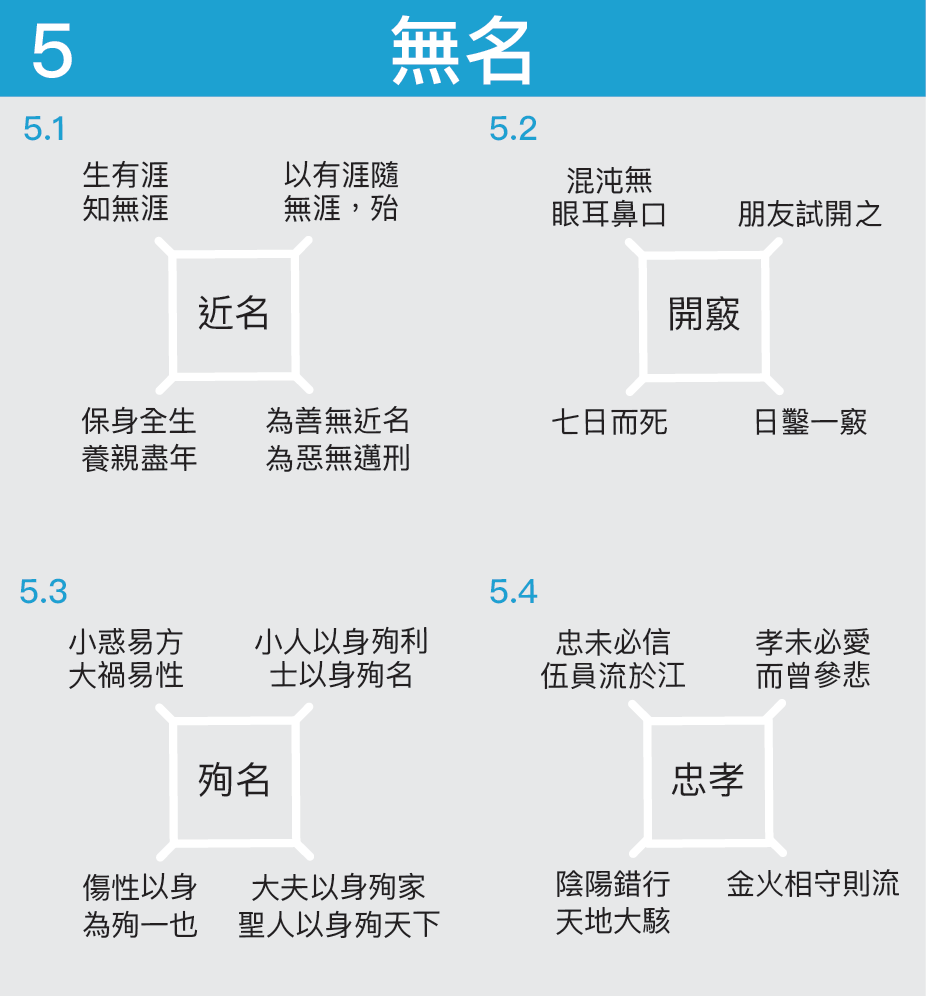 5
無名
5.1
生有涯
知無涯
以有涯隨
無涯，殆
近名
保身全生
養親盡年
為善無近名
為惡無邁刑
5.2
混沌無
眼耳鼻口
朋友試開之
開竅
七日而死
日鑿一竅
5.3
小惑易方
大禍易性
小人以身殉利
士以身殉名
殉名
傷性以身
為殉一也
大夫以身殉家
聖人以身殉天下
5.4
忠未必信
伍員流於江
孝未必愛
而曾參悲
忠孝
陰陽錯行
天地大駭
金火相守則流